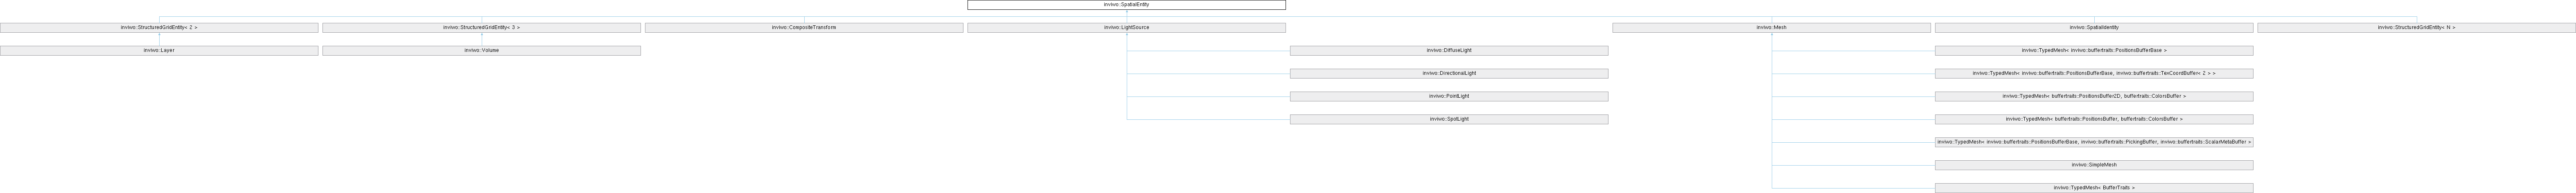 inviwo::SpatialEntity
inviwo::StructuredGridEntity< 2 >
inviwo::StructuredGridEntity< 3 >
inviwo::CompositeTransform
inviwo::LightSource
inviwo::Mesh
inviwo::SpatialIdentity
inviwo::StructuredGridEntity< N >
inviwo::Layer
inviwo::Volume
inviwo::DiffuseLight
inviwo::TypedMesh< inviwo::buffertraits::PositionsBufferBase >
inviwo::DirectionalLight
inviwo::TypedMesh< inviwo::buffertraits::PositionsBufferBase, inviwo::buffertraits::TexCoordBuffer< 2 > >
inviwo::PointLight
inviwo::TypedMesh< buffertraits::PositionsBuffer2D, buffertraits::ColorsBuffer >
inviwo::SpotLight
inviwo::TypedMesh< buffertraits::PositionsBuffer, buffertraits::ColorsBuffer >
inviwo::TypedMesh< inviwo::buffertraits::PositionsBufferBase, inviwo::buffertraits::PickingBuffer, inviwo::buffertraits::ScalarMetaBuffer >
inviwo::SimpleMesh
inviwo::TypedMesh< BufferTraits >